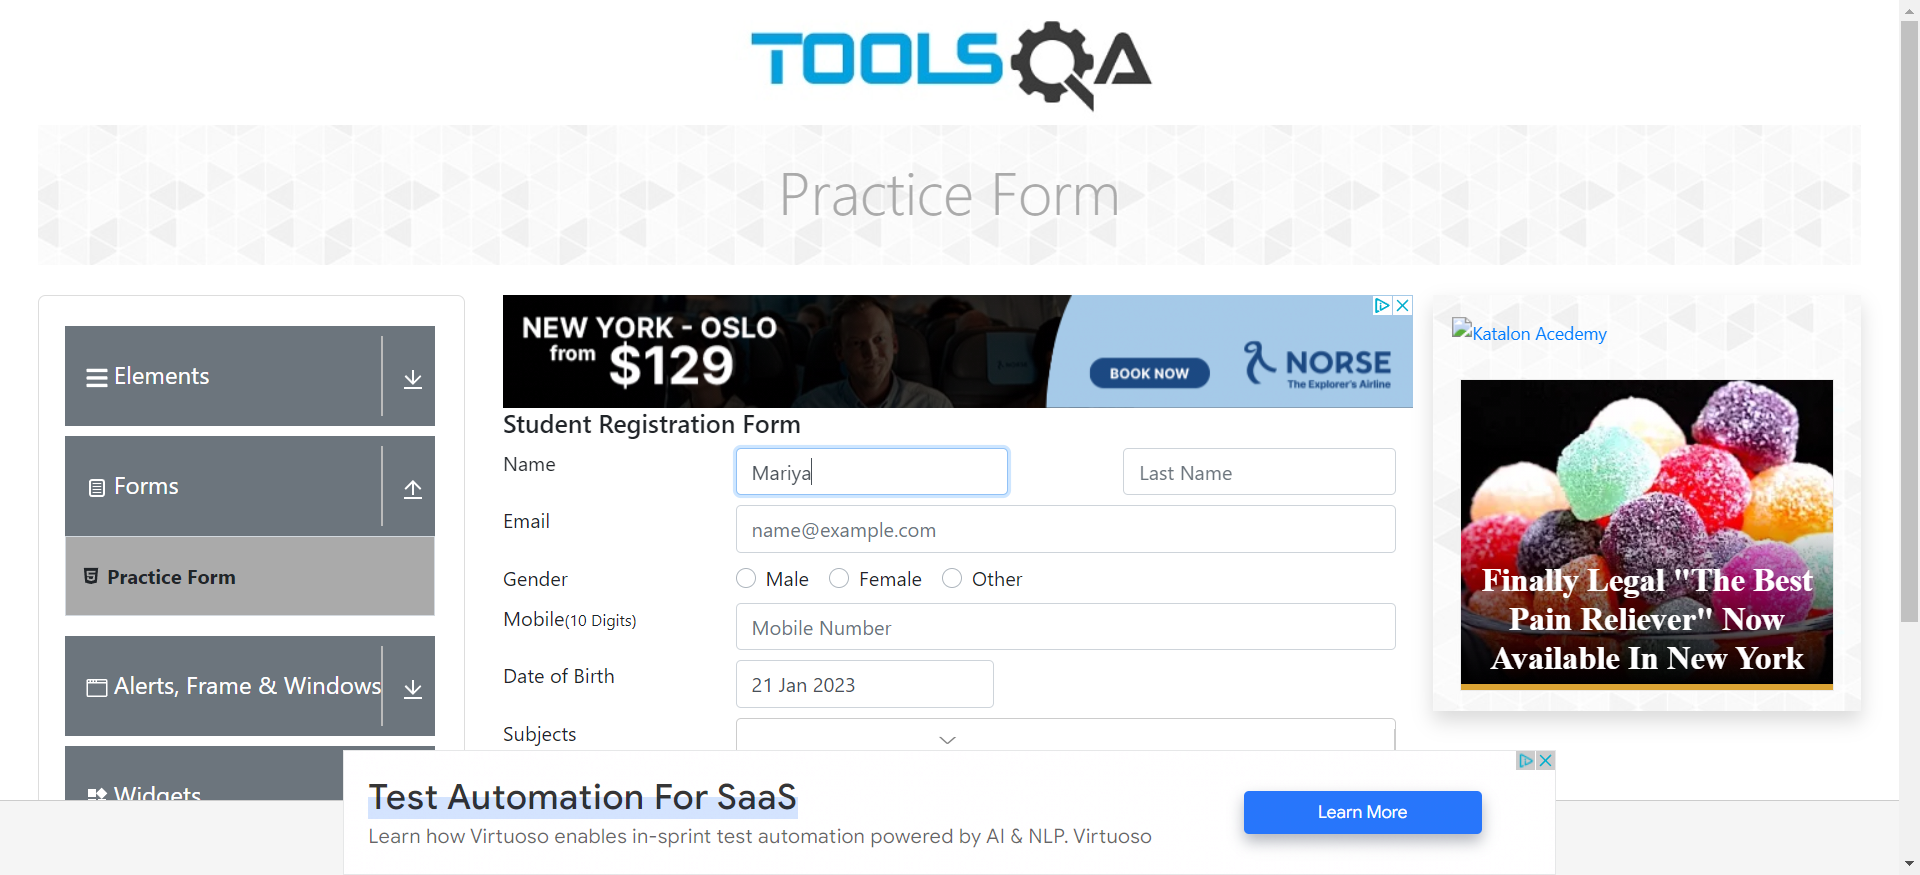 TOOLSQA
Practice Form
Elements
Forms
Practice Form
Alerts, Frame & Windows
Widgets
NEW YORK - OSLO
from $129
BOOK NOW
NORSE
The Explorer's Airline
Student Registration Form
Name
Mariya
Last Name
Email
name@example.com
Gender
Male
Female
Other
Mobile(10 Digits)
Mobile Number
Date of Birth
21 Jan 2023
Subjects
Katalon Acedemy
Finally Legal "The Best
Pain Reliever" Now
Available In New York
Test Automation For SaaS
Learn how Virtuoso enables in-sprint test automation powered by AI & NLP. Virtuoso
Learn More